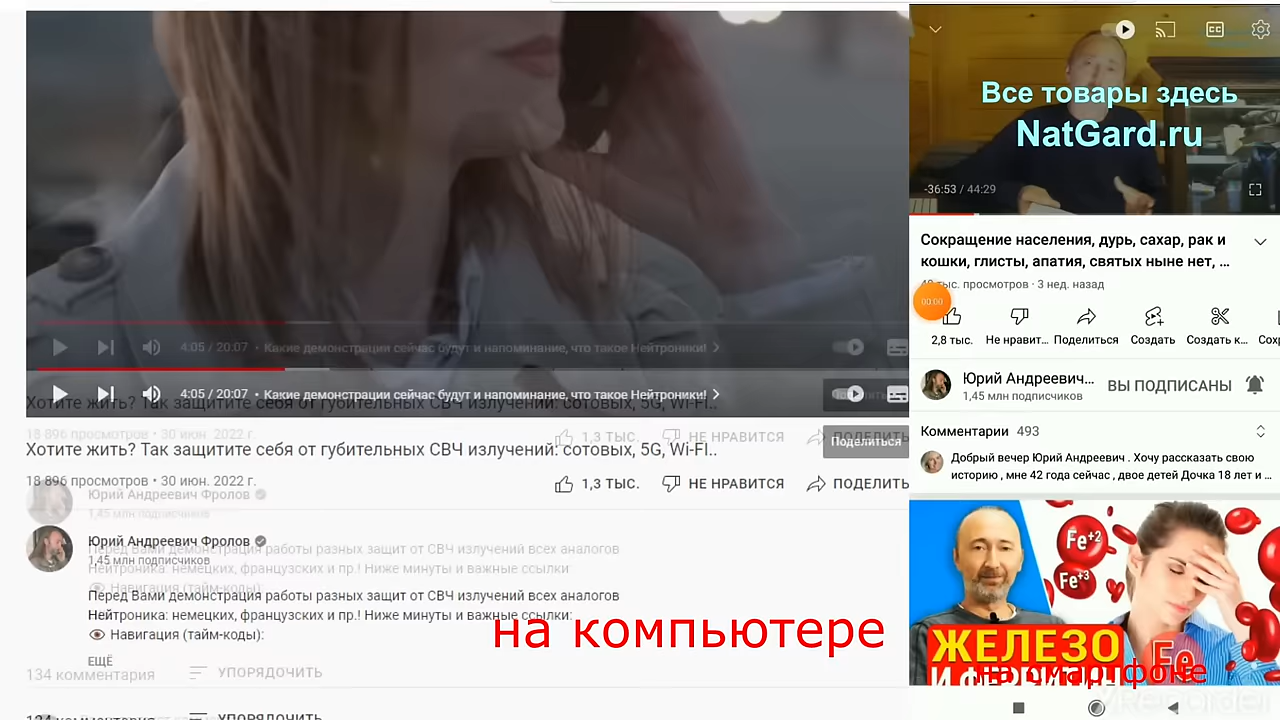 4:05 / 20:07 • Какие демонстрации сейчас будут и напоминание, что такое Нейтроники!
4:05 / 20:07 • Какие демонстрации сейчас будут и напоминание, что такое Нейтроники!
Хотите жить? Так защитите себя от губительных СВЧ излучений: сотовых, 5G, Wi-FI..
18 896 просмотров • 30 июн. 2022 г.
1,3 ТЫС.
НЕ НРАВИТСЯ
ПОДЕЛИТЬ
Поделиться
Хотите жить? Так защитите себя от губительных СВЧ излучений: сотовых, 5G, Wi-FI..
18 896 просмотров • 30 июн. 2022 г.
1,3 ТЫС.
НЕ НРАВИТСЯ
ПОДЕЛИТЬ
Юрий Андреевич Фролов
1,45 млн подписчиков
Юрий Андреевич Фролов
1,45 млн подписчиков
Перед Вами демонстрация работы разных защит от СВЧ излучений всех аналогов
Нейтроника: немецких, французских и пр.! Ниже минуты и важные ссылки:
Навигация (тайм-коды):
Перед Вами демонстрация работы разных защит от СВЧ излучений всех аналогов
Нейтроника: немецких, французских и пр.! Ниже минуты и важные ссылки:
Навигация (тайм-коды):
ЕЩЁ
134 комментария
УПОРЯДОЧИТЬ
134 комментария
УПОРЯДОЧИТЬ
на компьютере
Все товары здесь
NatGard.ru
-36:53 / 44:29
Сокращение населения, дурь, сахар, рак и
кошки, глисты, апатия, святых ныне нет, ...
тыс. просмотров · 3 нед. назад
00:00
2,8 тыс.
Не нравит...
Поделиться
Создать
Создать к...
Сох
Юрий Андреевич...
1,45 млн подписчиков
ВЫ ПОДПИСАНЫ
Комментарии 493
Добрый вечер Юрий Андреевич . Хочу рассказать свою
историю , мне 42 года сейчас , двое детей Дочка 18 лет и ...
Fe+2
Fe+3
ЖЕЛЕЗО
И ФЕРРИТИН
Fe